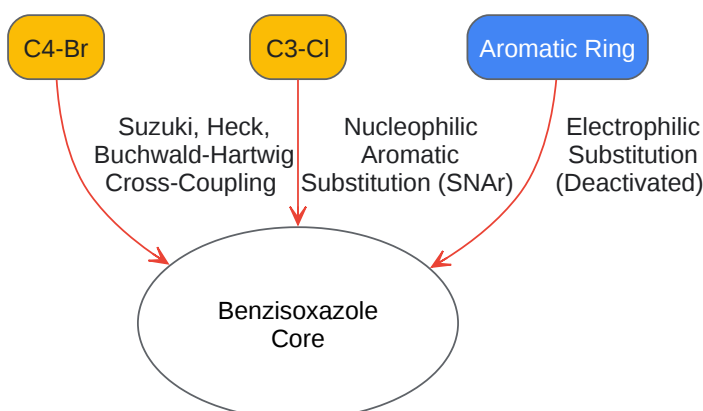 C4-Br
C3-Cl
Aromatic Ring
Suzuki, Heck,
Buchwald-Hartwig
Cross-Coupling
Nucleophilic
Aromatic
Substitution (SNAr)
Electrophilic
Substitution
(Deactivated)
Benzisoxazole
Core